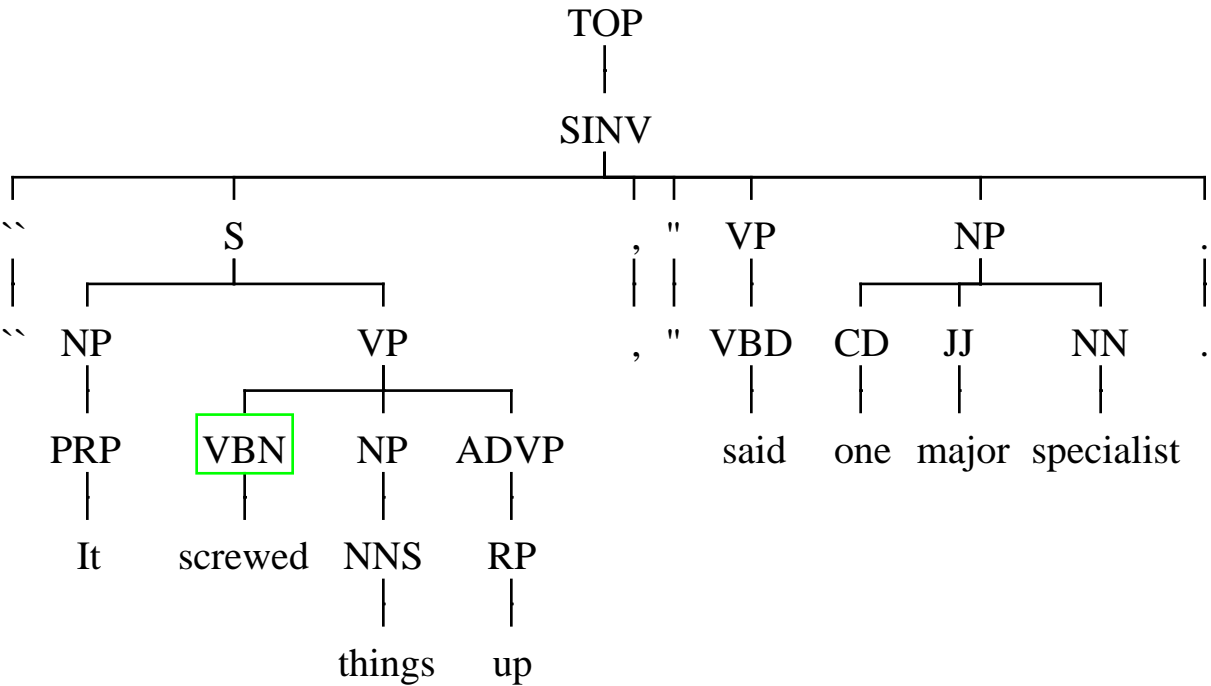 TOP
SINV
`` S , '' VP NP .
`` NP VP , '' VBD CD JJ NN .
PRP VBN NP ADVP said one major specialist
It screwed NNS RP
things up